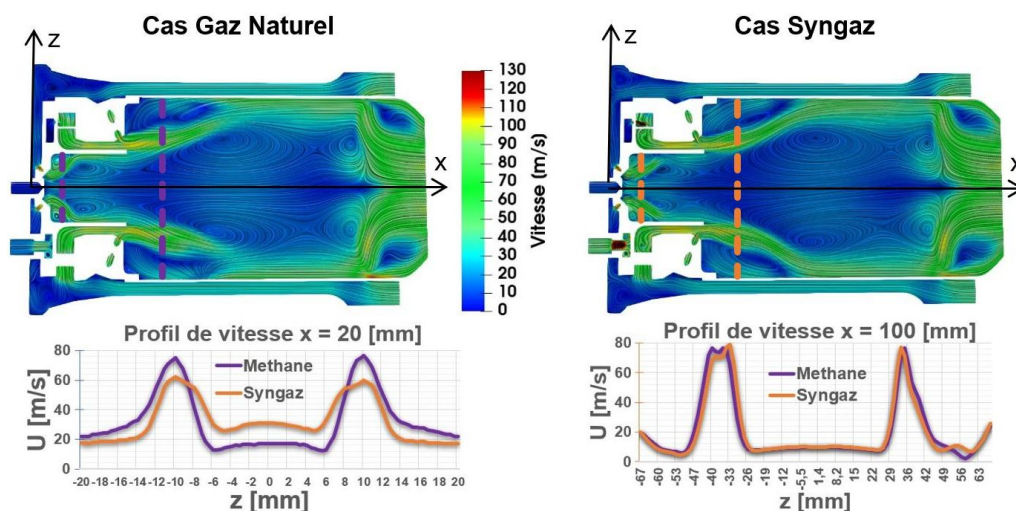 Cas Gaz Naturel
z
x
130
120
110
100
90
80
70
60
50
40
30
20
10
0
Vitesse (m/s)
Cas Syngaz
z
x
Profil de vitesse x = 20 [mm]
80
60
40
20
0
U [m/s]
Methane
Syngaz
-20 -18 -16 -14 -12 -10 -8 -6 -4 -2 0 2 4 6 8 10 12 14 16 18 20
z [mm]
Profil de vitesse x = 100 [mm]
80
60
40
20
0
U [m/s]
Methane
Syngaz
-67 -60 -53 -47 -40 -33 -26 -19 -12 -5,5 1,4 8,2 15 22 29 36 42 49 56 63
z [mm]